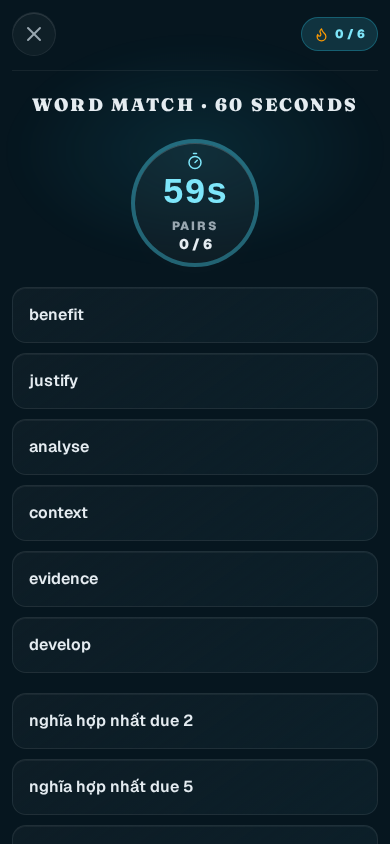 0 / 6
WORD MATCH · 60 SECONDS
59s
PAIRS
0 / 6
benefit
justify
analyse
context
evidence
develop
nghĩa hợp nhất due 2
nghĩa hợp nhất due 5